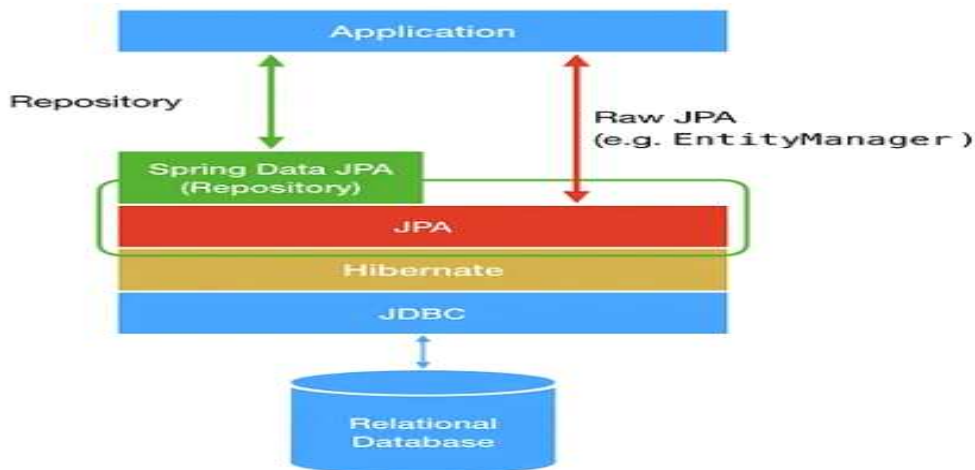 Application
Repository
Raw JPA
(e.g. EntityManager )
Spring Data JPA
(Repository)
JPA
Hibernate
JDBC
Relational
Database